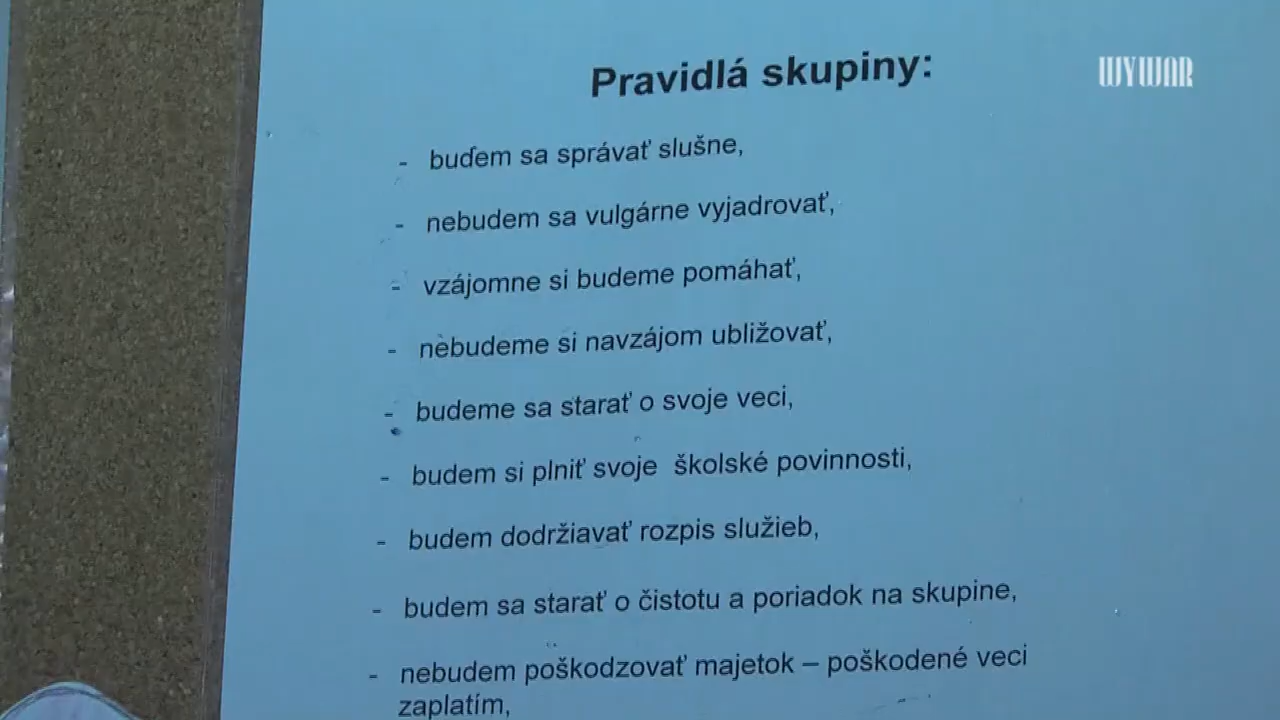 Pravidlá skupiny:
WYWAR
- budem sa správať slušne,
- nebudem sa vulgárne vyjadrovať,
- vzájomne si budeme pomáhať,
- nebudeme si navzájom ubližovať,
- budeme sa starať o svoje veci,
- budem si plniť svoje školské povinnosti,
- budem dodržiavať rozpis služieb,
- budem sa starať o čistotu a poriadok na skupine,
- nebudem poškodzovať majetok – poškodené veci
zaplatím,